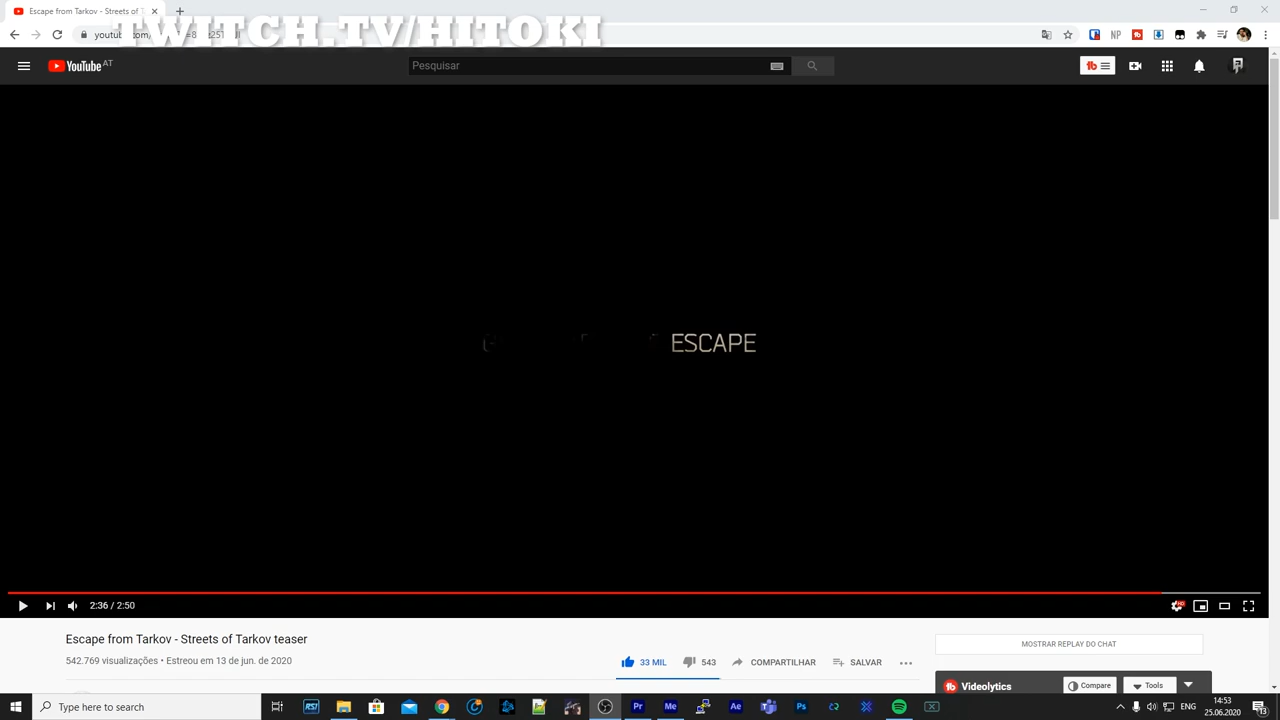 Escape from Tarkov - Streets of T
TWITCH.TV/HITOKI
YouTube AT
Pesquisar
ESCAPE
2:36 / 2:50
HD
Escape from Tarkov - Streets of Tarkov teaser
542.769 visualizações • Estreou em 13 de jun. de 2020
33 MIL
543
COMPARTILHAR
SALVAR
MOSTRAR REPLAY DO CHAT
Videolytics
Compare
Tools
Type here to search
ENG
14:53
25.06.2020